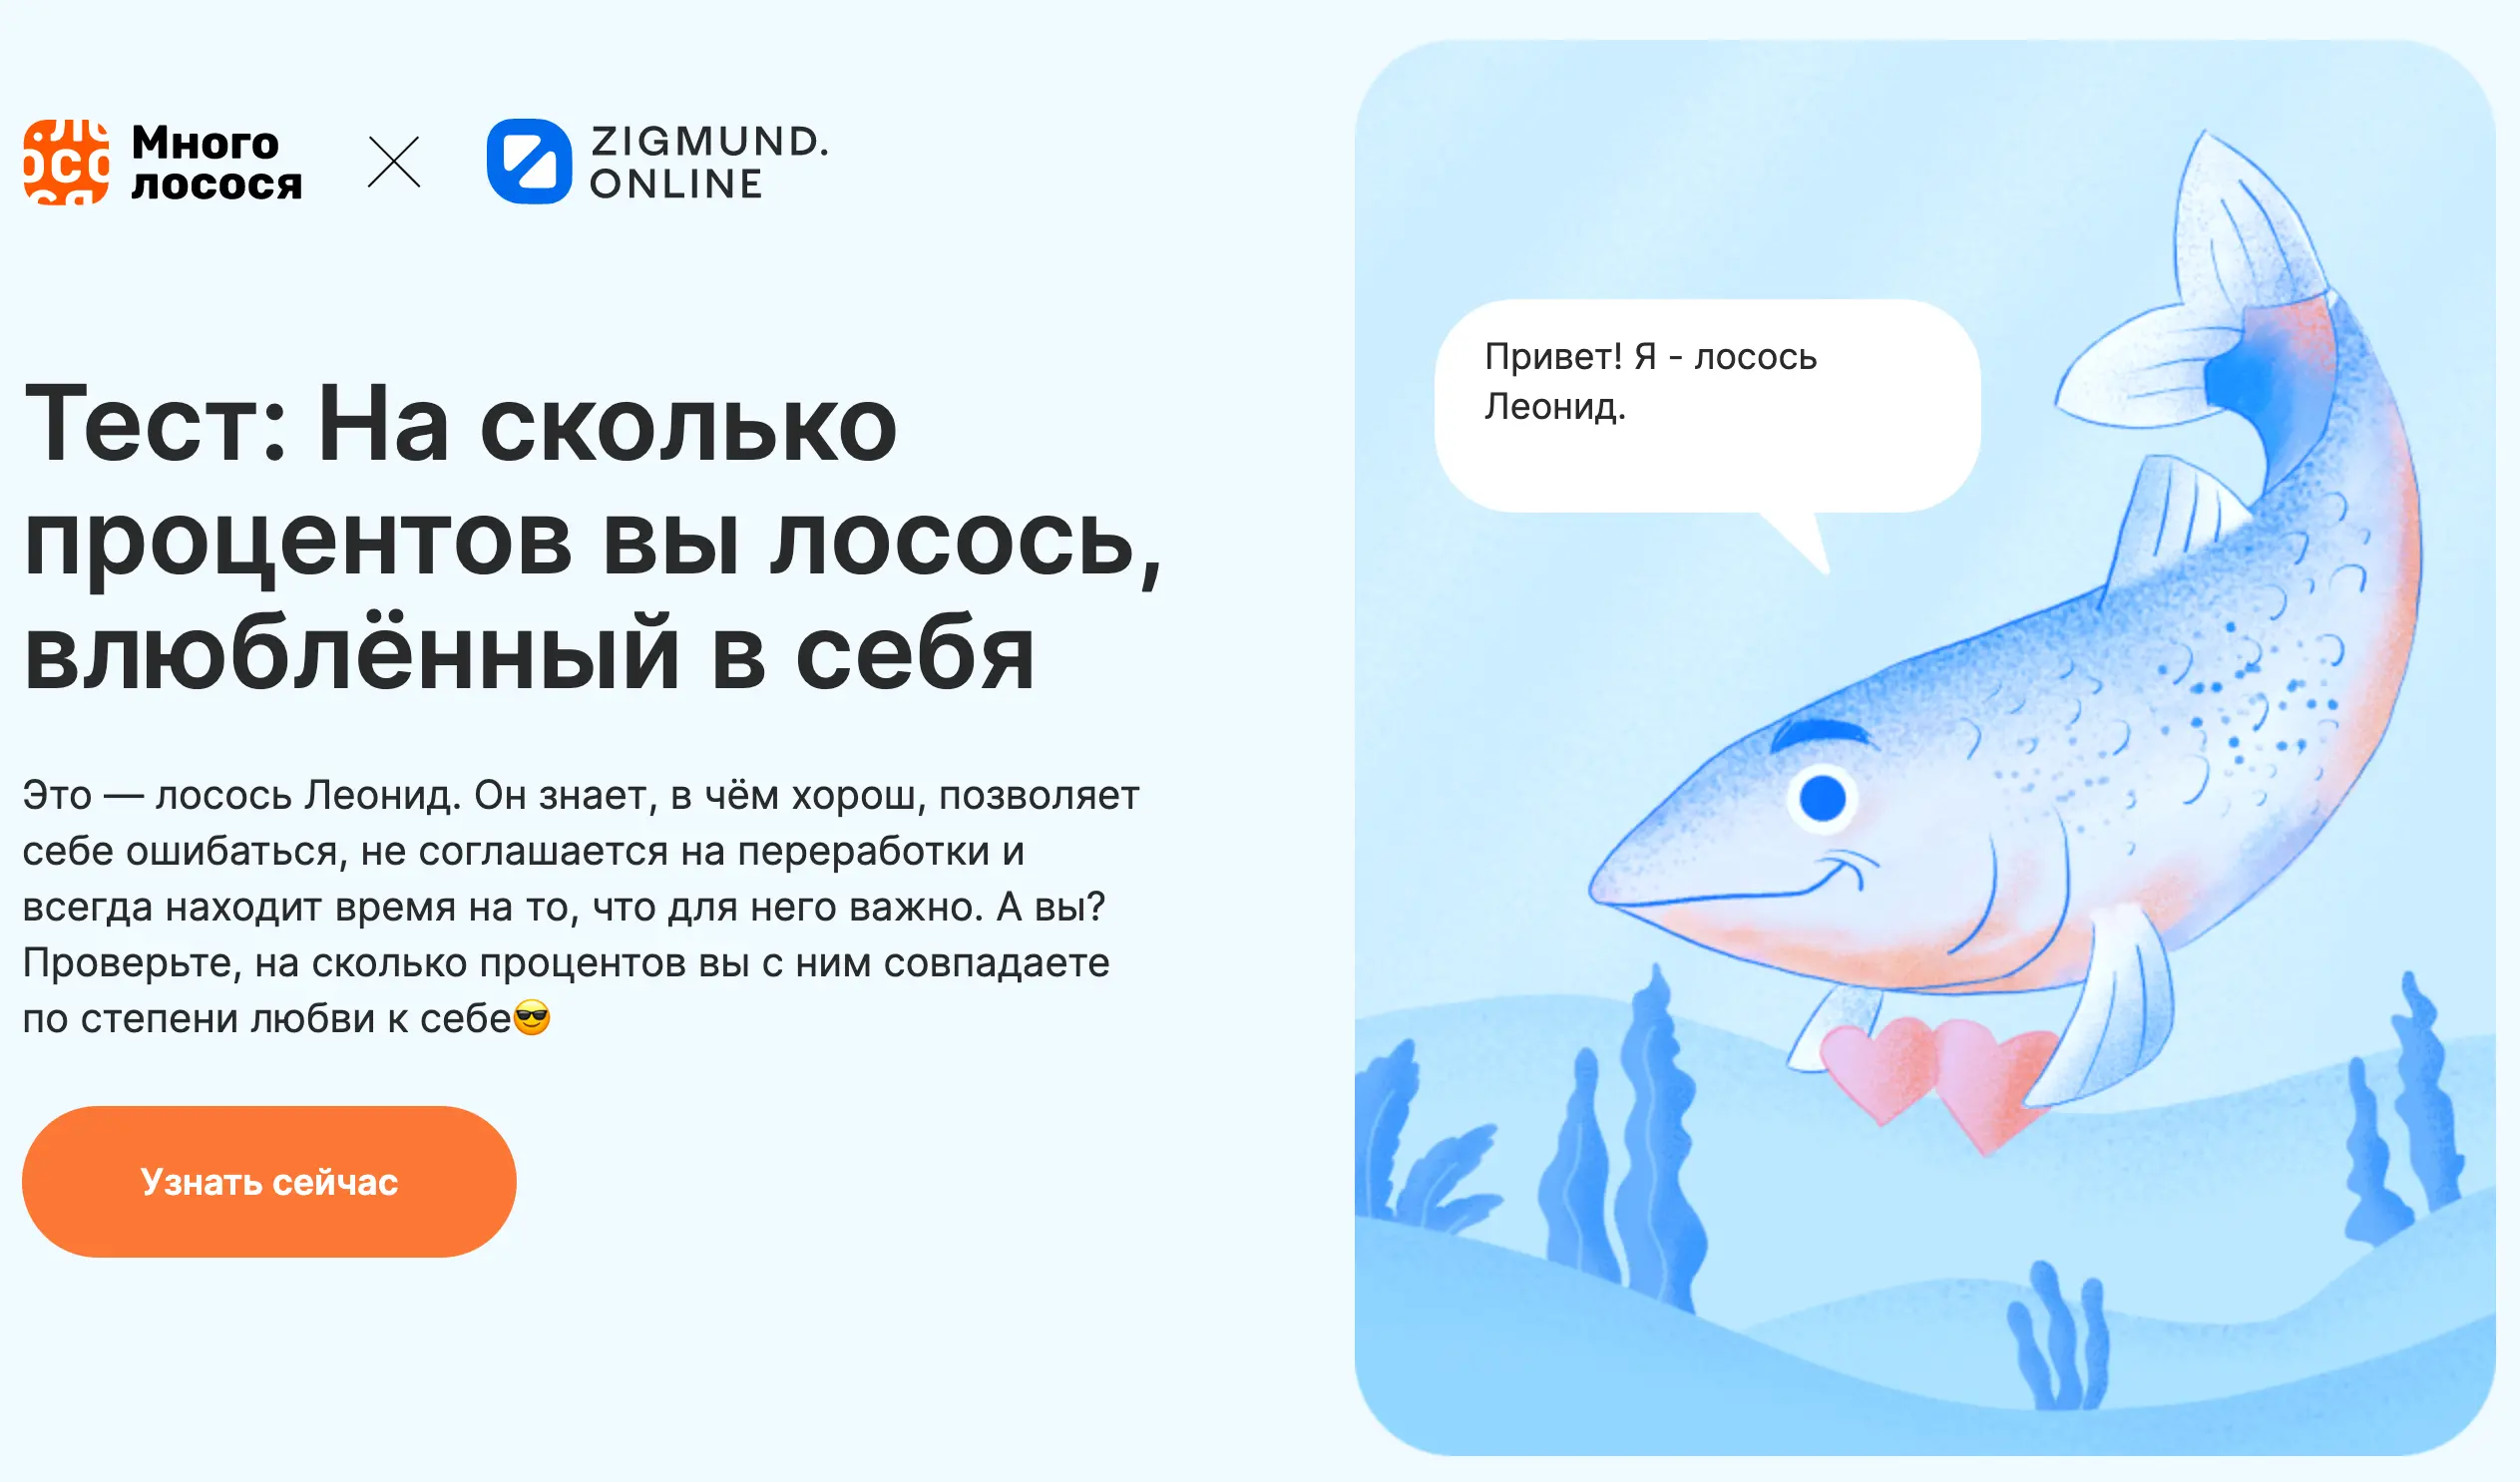 Много
лосося
ZIGMUND.
ONLINE
Тест: На сколько
процентов вы лосось,
влюблённый в себя
Это — лосось Леонид. Он знает, в чём хорош, позволяет
себе ошибаться, не соглашается на переработки и
всегда находит время на то, что для него важно. А вы?
Проверьте, на сколько процентов вы с ним совпадаете
по степени любви к себе😎
Узнать сейчас
Привет! Я - лосось
Леонид.